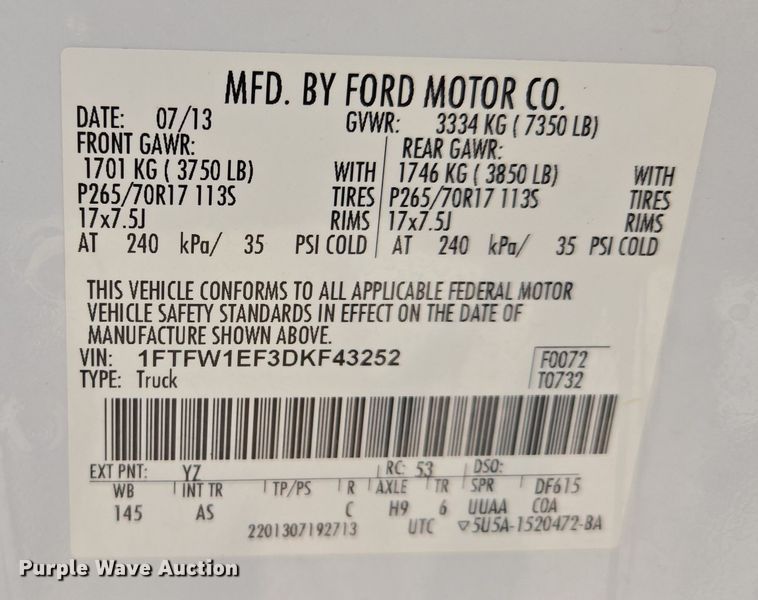 MFD. BY FORD MOTOR CO.
DATE: 07/13 GVWR: 3334 KG ( 7350 LB)
FRONT GAWR: REAR GAWR:
1701 KG ( 3750 LB) WITH 1746 KG ( 3850 LB) WITH
P265/70R17 113S TIRES P265/70R17 113S TIRES
17x7.5J RIMS 17x7.5J RIMS
AT 240 kPa/ 35 PSI COLD AT 240 kPa/ 35 PSI COLD
THIS VEHICLE CONFORMS TO ALL APPLICABLE FEDERAL MOTOR
VEHICLE SAFETY STANDARDS IN EFFECT ON THE DATE OF
MANUFACTURE SHOWN ABOVE.
VIN: 1FTFW1EF3DKF43252 F0072
TYPE: Truck T0732
EXT PNT: YZ RC: 53 DSO:
WB INT TR TP/PS R AXLE TR SPR DF615
145 AS C H9 6 UUAA COA
2201307192713 UTC ▽5U5A-1520472-BA
Purple Wave Auction